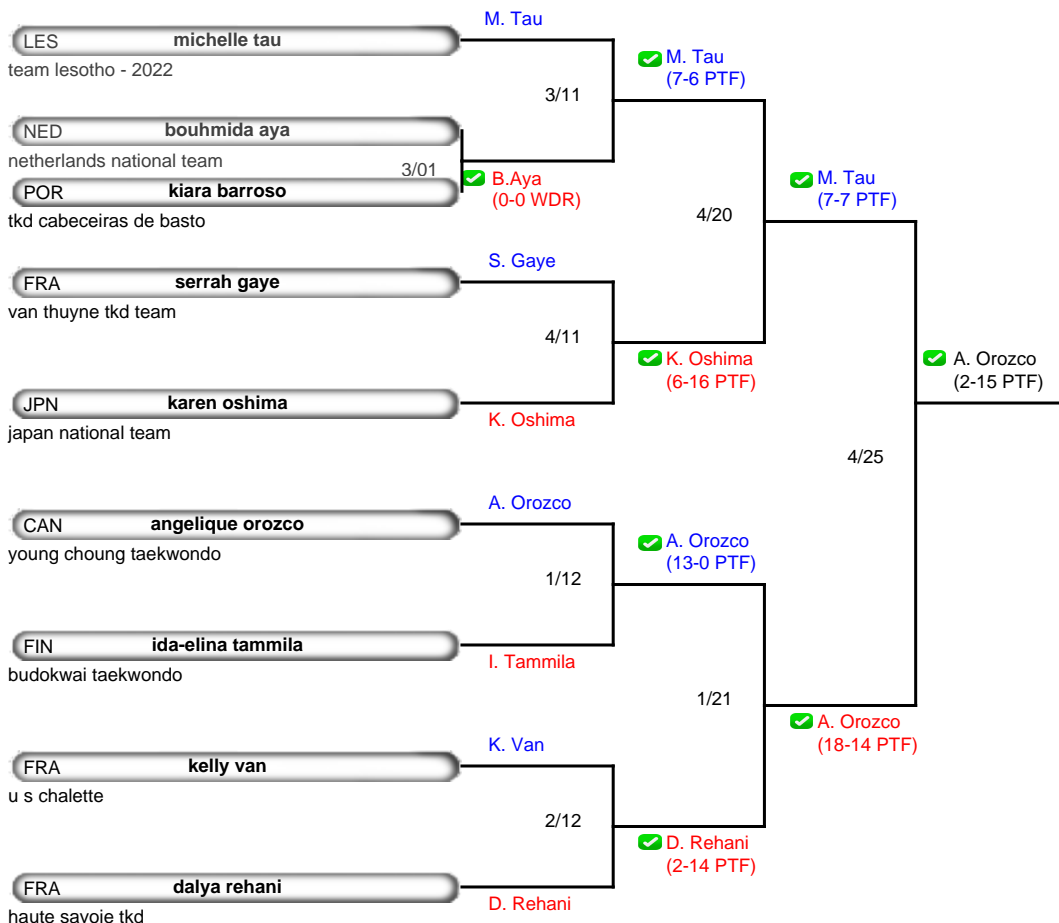 M. Tau
LES michelle tau
team lesotho - 2022
M. Tau
(7-6 PTF)
3/11
NED bouhmida aya
netherlands national team
3/01
B.Aya
(0-0 WDR)
POR kiara barroso
tkd cabeceiras de basto
M. Tau
(7-7 PTF)
4/20
S. Gaye
FRA serrah gaye
van thuyne tkd team
4/11
K. Oshima
(6-16 PTF)
A. Orozco
(2-15 PTF)
JPN karen oshima
K. Oshima
japan national team
4/25
A. Orozco
CAN angelique orozco
young choung taekwondo
A. Orozco
(13-0 PTF)
1/12
FIN ida-elina tammila
I. Tammila
budokwai taekwondo
1/21
A. Orozco
(18-14 PTF)
K. Van
FRA kelly van
u s chalette
2/12
D. Rehani
(2-14 PTF)
FRA dalya rehani
D. Rehani
haute savoie tkd